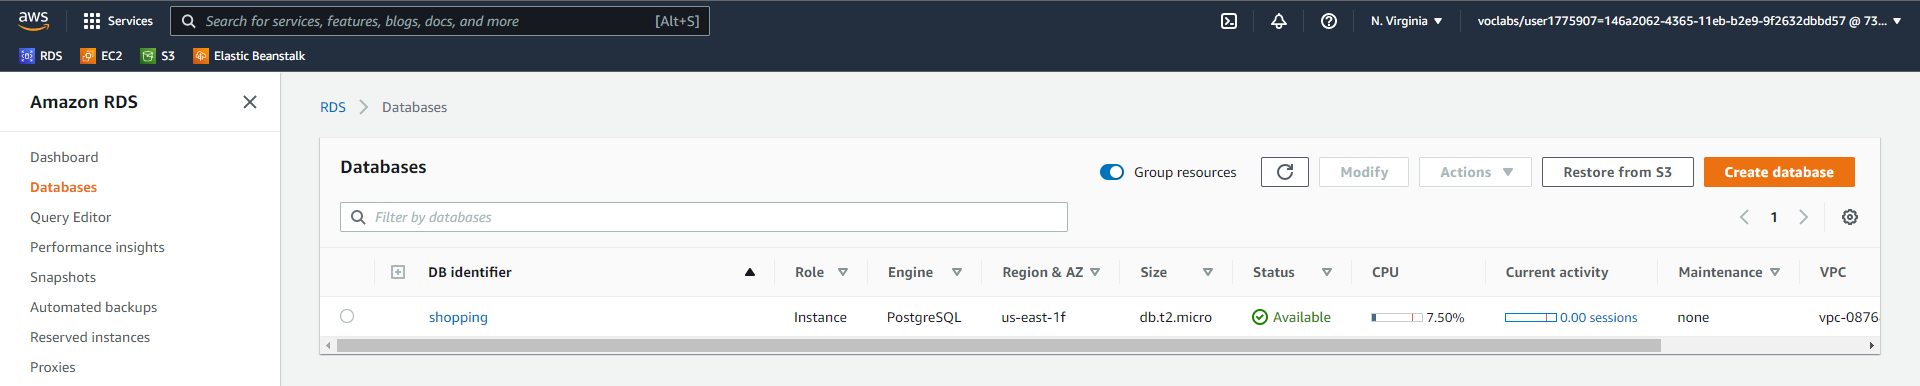 aws
Services
Search for services, features, blogs, docs, and more
[Alt+S]
N. Virginia
voclabs/user1775907=146a2062-4365-11eb-b2e9-9f2632dbbd57 @ 73...
RDS
EC2
S3
Elastic Beanstalk
Amazon RDS
Dashboard
Databases
Query Editor
Performance insights
Snapshots
Automated backups
Reserved instances
Proxies
RDS
Databases
Databases
Group resources
Modify
Actions
Restore from S3
Create database
Filter by databases
1
DB identifier
Role
Engine
Region & AZ
Size
Status
CPU
Current activity
Maintenance
VPC
shopping
Instance
PostgreSQL
us-east-1f
db.t2.micro
Available
7.50%
0.00 sessions
none
vpc-0876